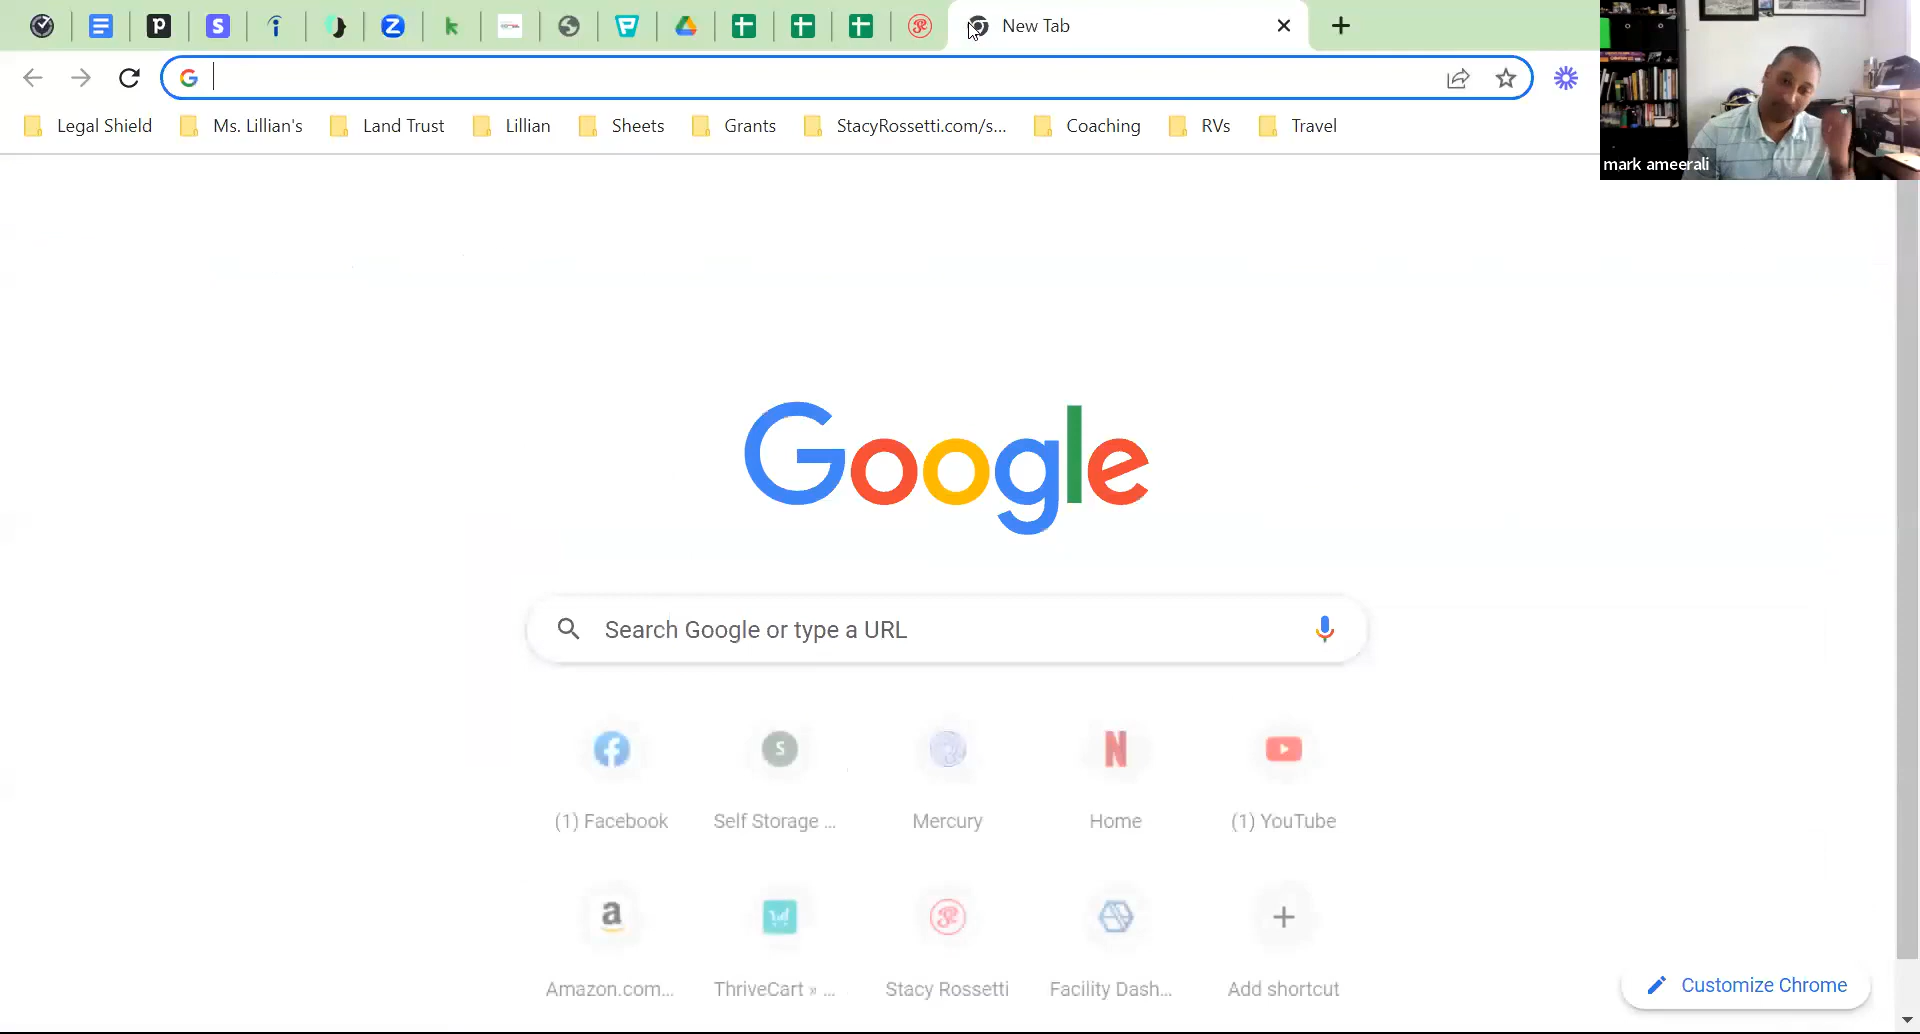 New Tab
Legal Shield
Ms. Lillian's
Land Trust
Lillian
Sheets
Grants
StacyRossetti.com/s...
Coaching
RVs
Travel
mark ameerali
Google
Search Google or type a URL
(1) Facebook
Self Storage ...
Mercury
Home
(1) YouTube
Amazon.com...
ThriveCart » ...
Stacy Rossetti
Facility Dash...
Add shortcut
Customize Chrome